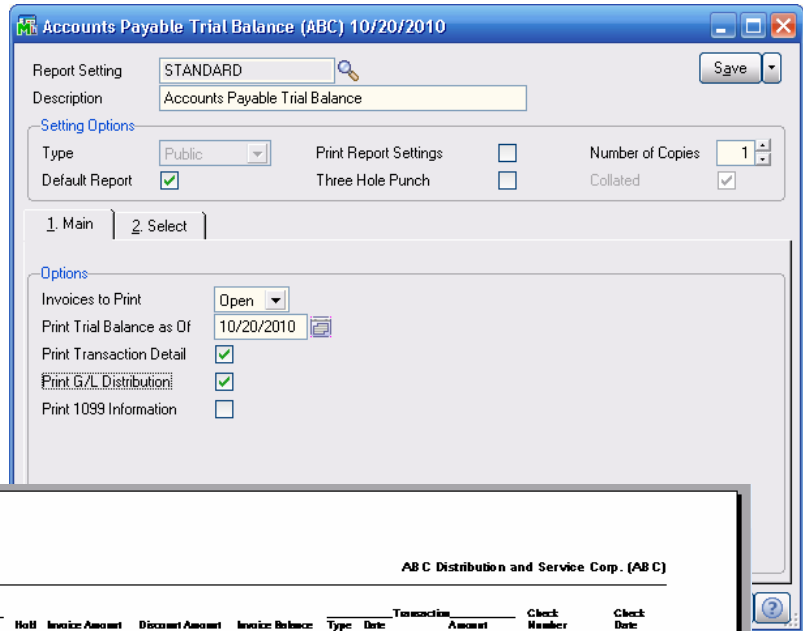 Accounts Payable Trial Balance (ABC) 10/20/2010
Report Setting STANDARD Save
Description Accounts Payable Trial Balance
Setting Options
Type Public Print Report Settings Number of Copies 1
Default Report Three Hole Punch Collated
1. Main 2. Select
Options
Invoices to Print Open
Print Trial Balance as Of 10/20/2010
Print Transaction Detail
Print G/L Distribution
Print 1099 Information
ABC Distribution and Service Corp. (ABC)
Transaction Check Check
Hold Invoice Amount Discount Amount Invoice Balance Type Date Amount Number Date